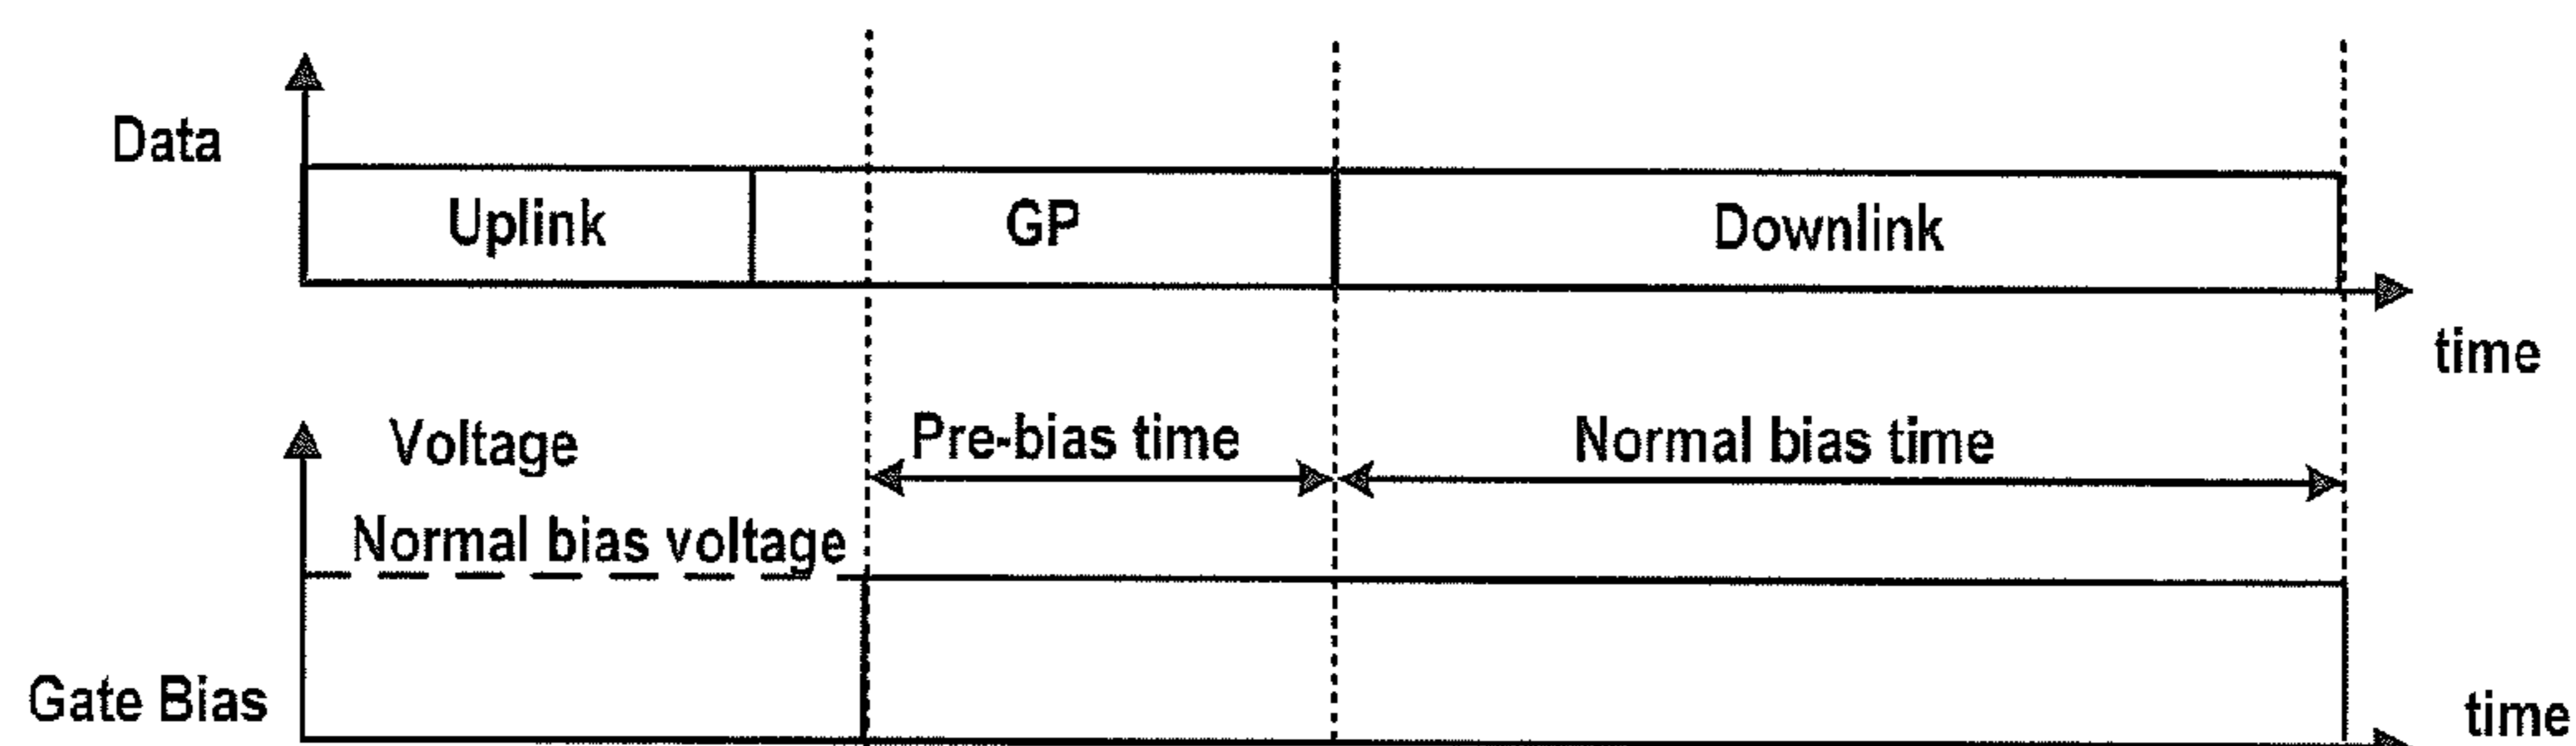 Data
Uplink
GP
Downlink
time
Voltage
Pre-bias time
Normal bias time
Normal bias voltage
Gate Bias
time